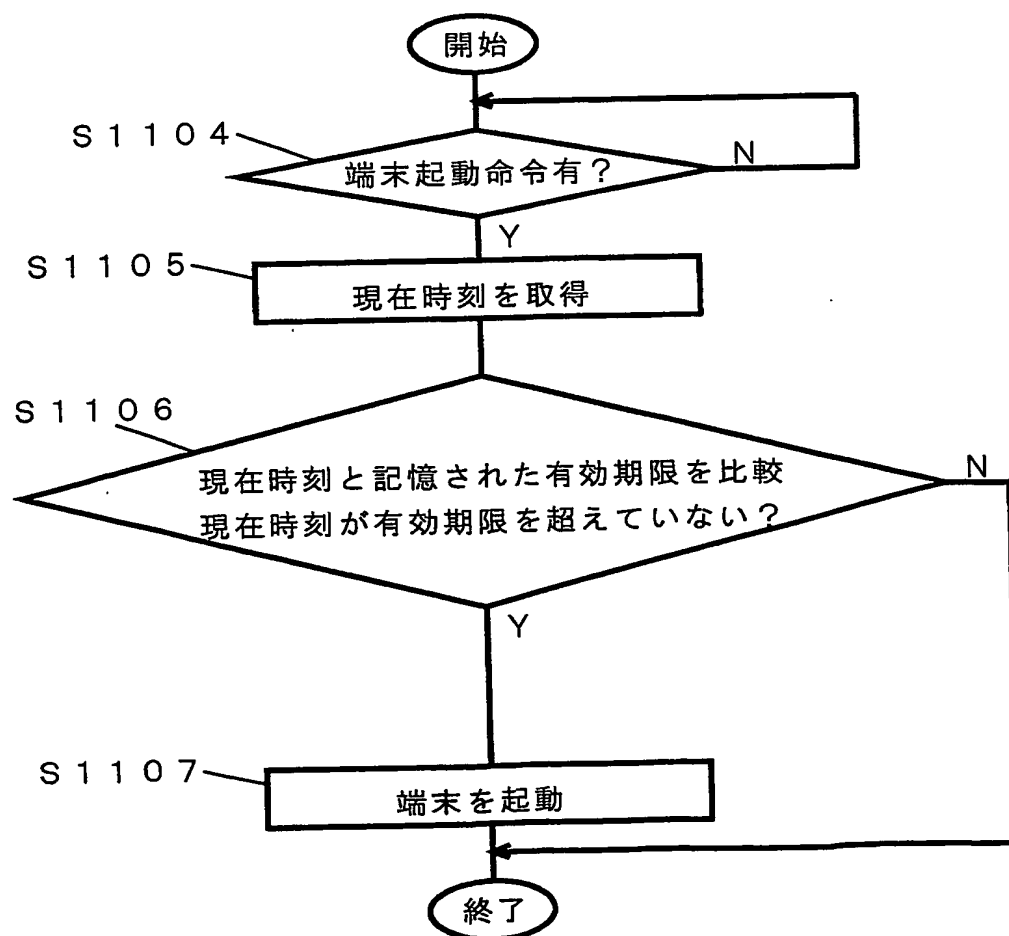 開始
S1104
端末起動命令有？
N
Y
S1105
現在時刻を取得
S1106
現在時刻と記憶された有効期限を比較
現在時刻が有効期限を超えていない？
N
Y
S1107
端末を起動
終了